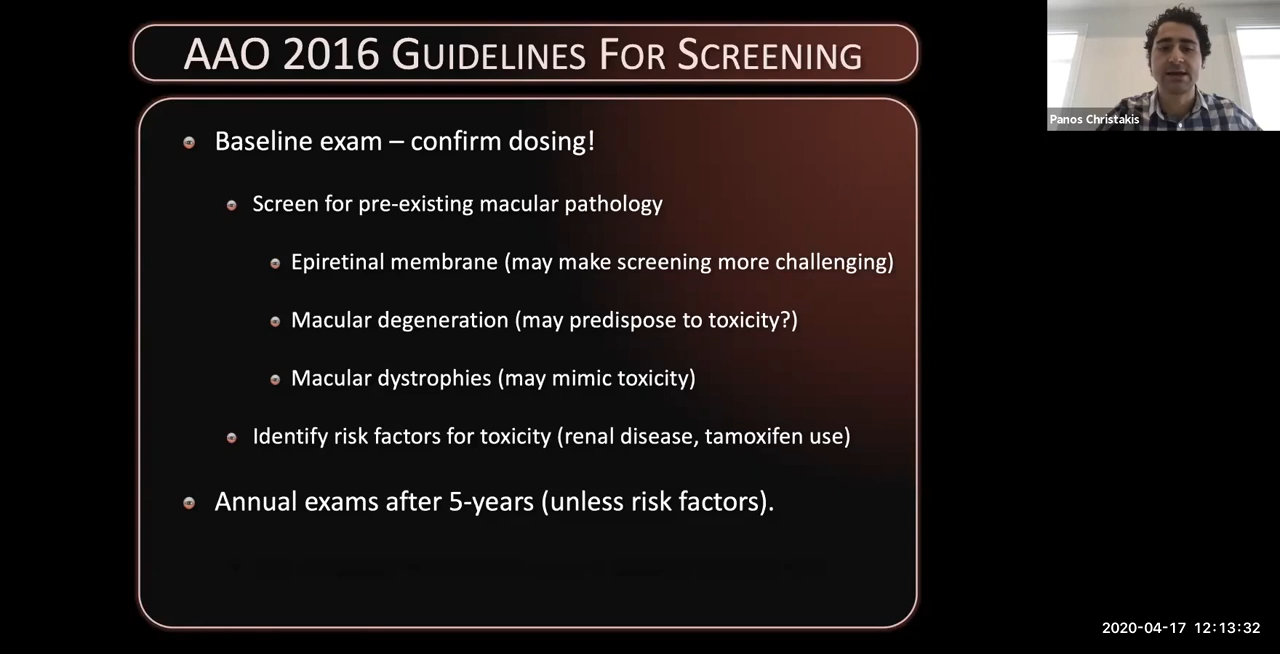 AAO 2016 GUIDELINES FOR SCREENING
Baseline exam – confirm dosing!
Screen for pre-existing macular pathology
Epiretinal membrane (may make screening more challenging)
Macular degeneration (may predispose to toxicity?)
Macular dystrophies (may mimic toxicity)
Identify risk factors for toxicity (renal disease, tamoxifen use)
Annual exams after 5-years (unless risk factors).
Panos Christakis
2020-04-17 12:13:32